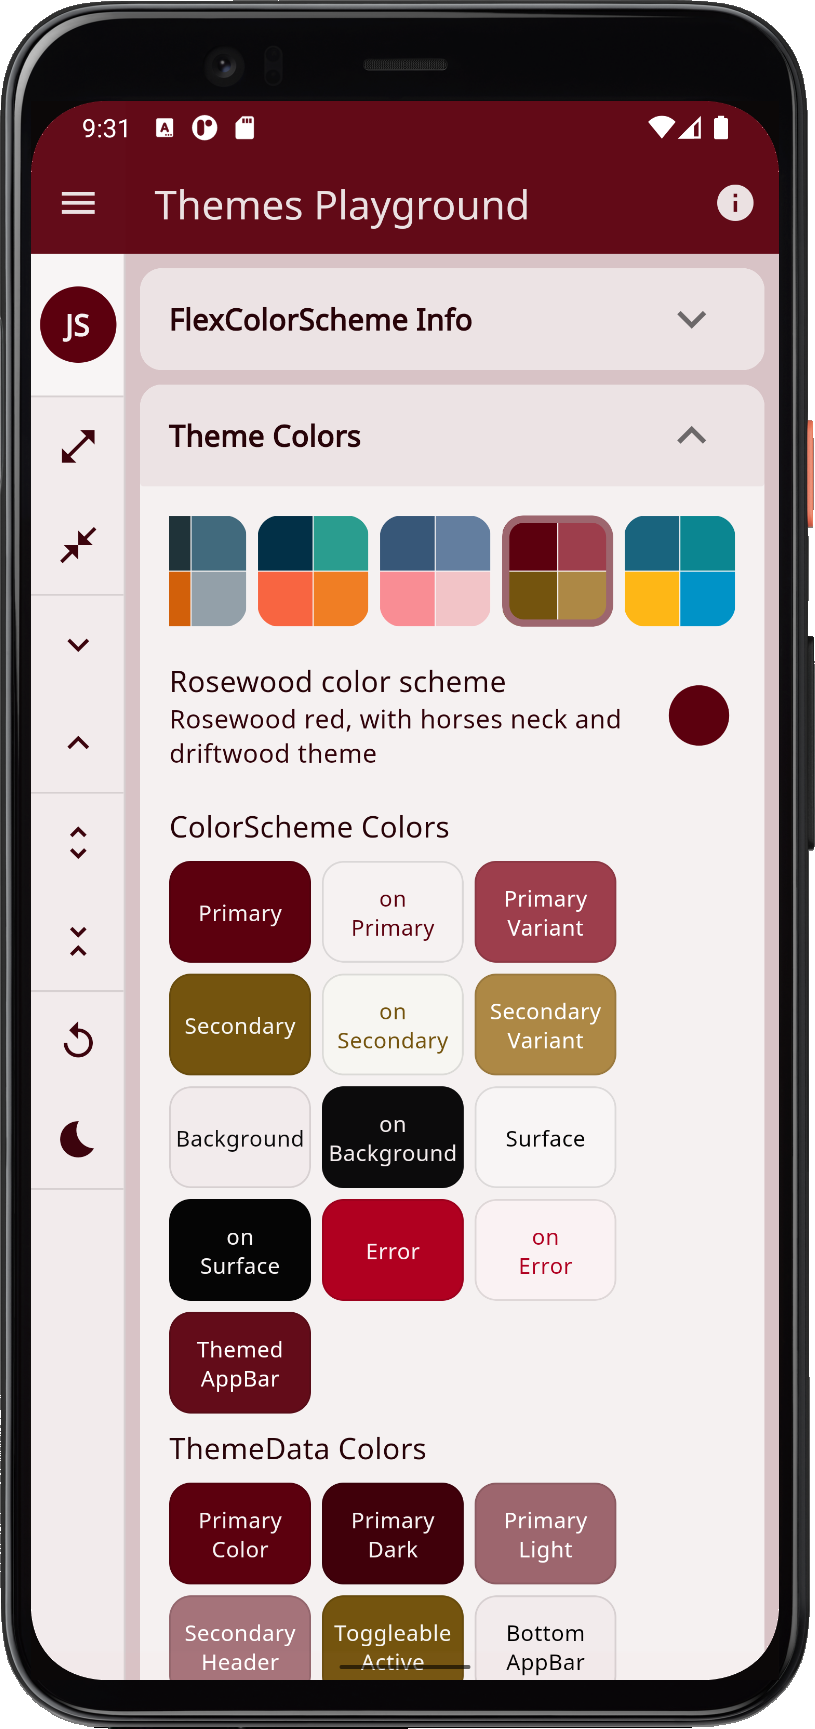 9:31
A
Themes Playground
JS
FlexColorScheme Info
Theme Colors
Rosewood color scheme
Rosewood red, with horses neck and
driftwood theme
ColorScheme Colors
Primary
on
Primary
Primary
Variant
Secondary
on
Secondary
Secondary
Variant
Background
on
Background
Surface
on
Surface
Error
on
Error
Themed
AppBar
ThemeData Colors
Primary
Color
Primary
Dark
Primary
Light
Secondary
Header
Toggleable
Active
Bottom
AppBar